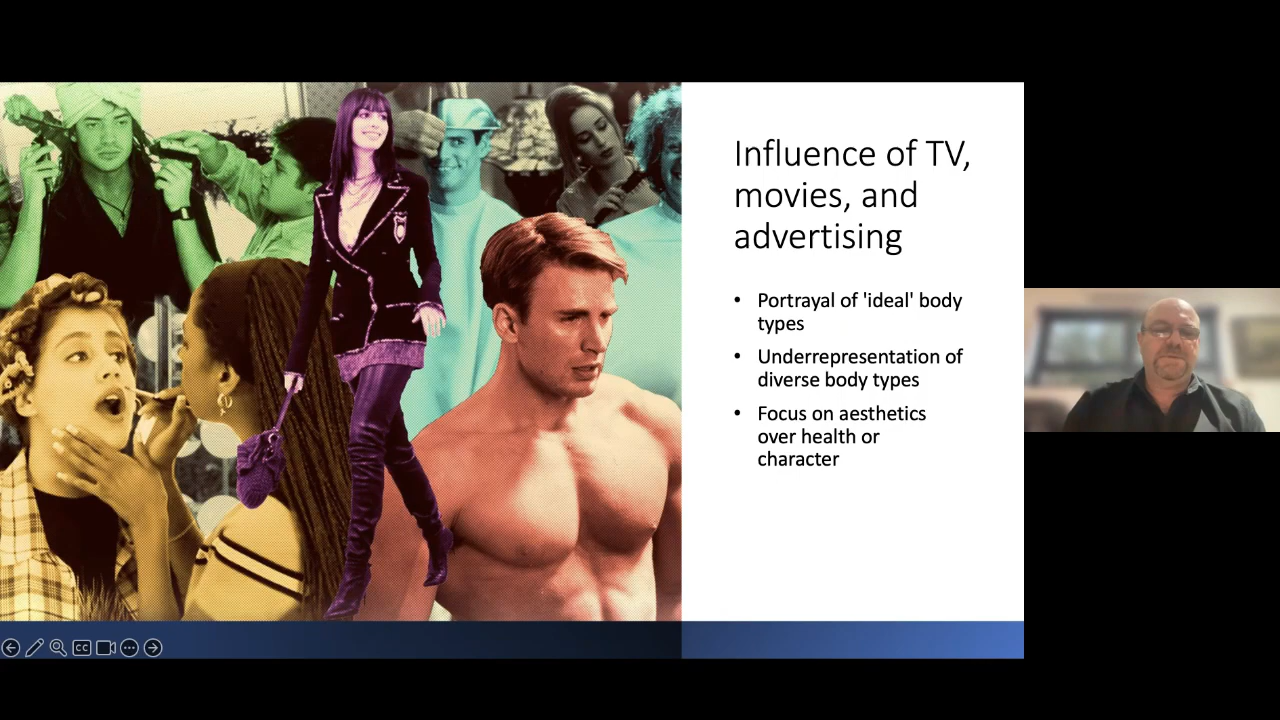 Influence of TV,
movies, and
advertising
• Portrayal of 'ideal' body
types
• Underrepresentation of
diverse body types
• Focus on aesthetics
over health or
character
CC